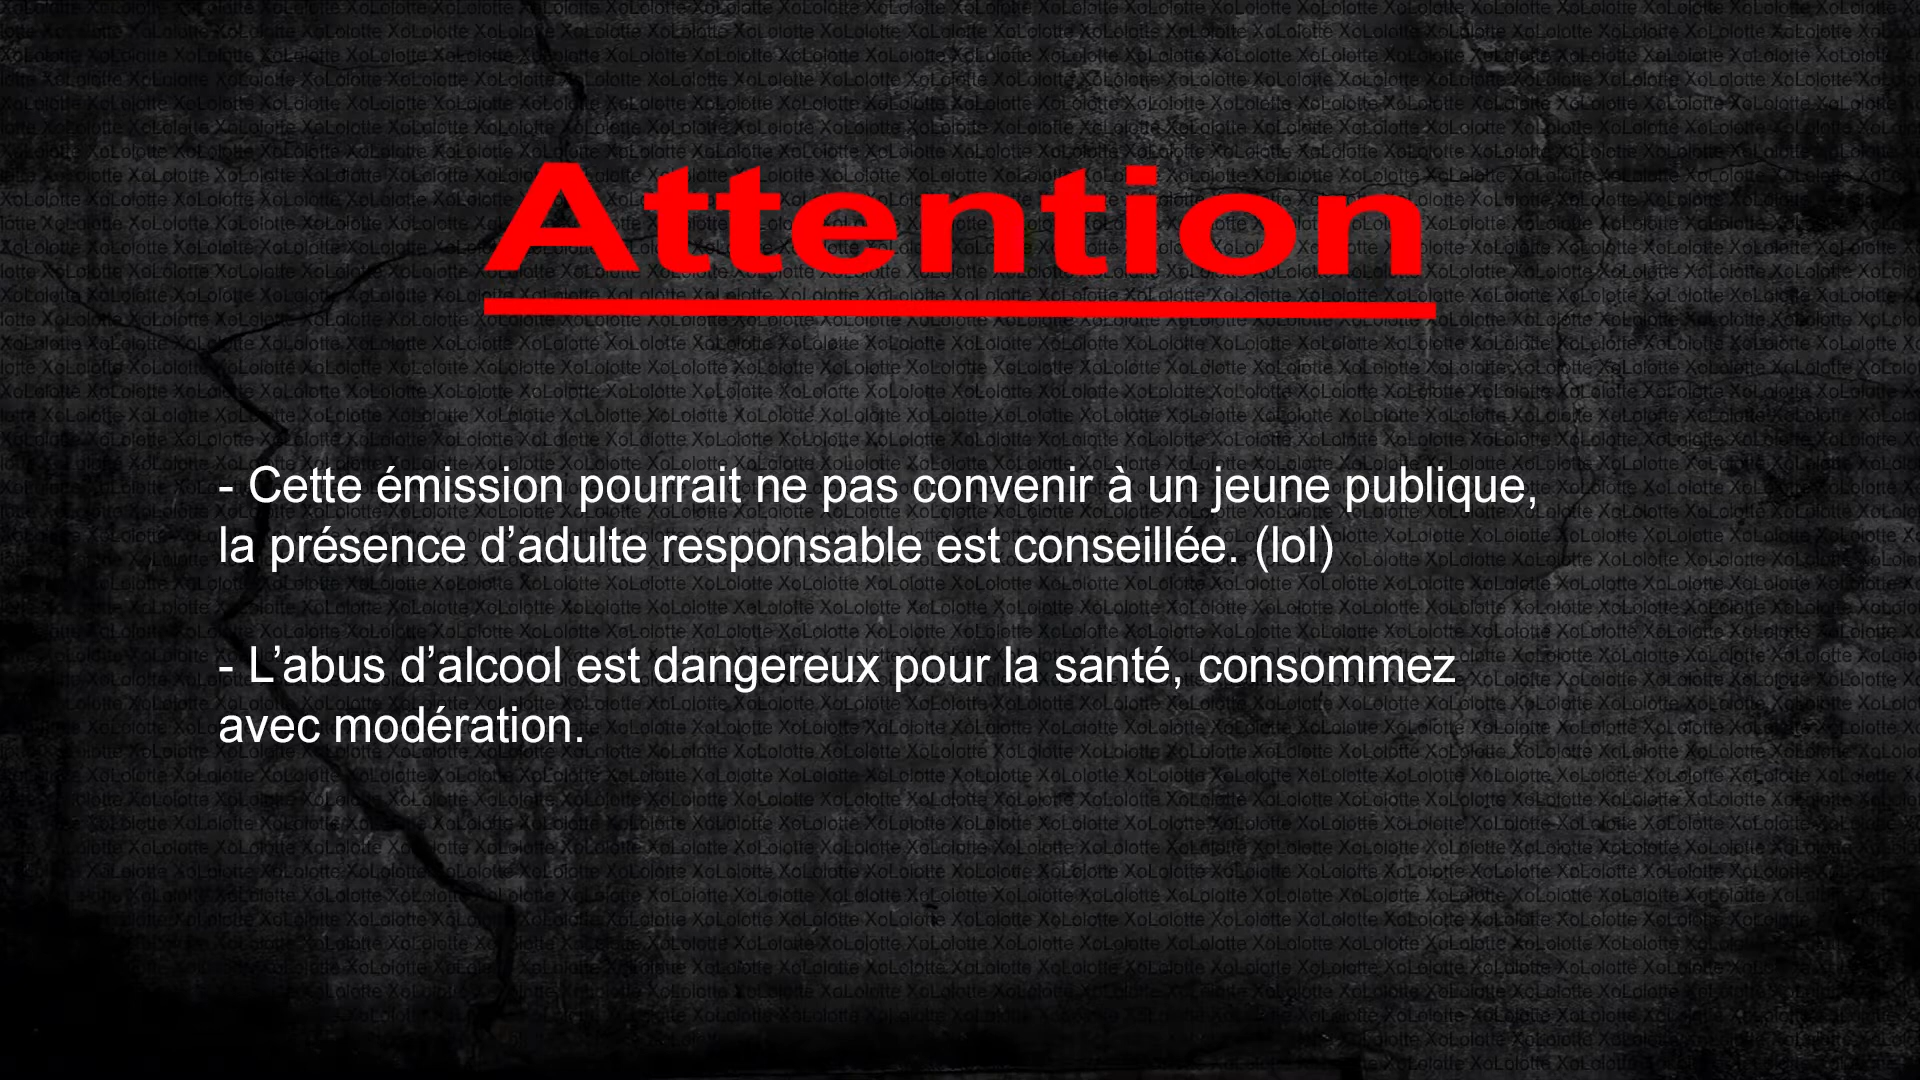 Attention
- Cette émission pourrait ne pas convenir à un jeune publique,
la présence d’adulte responsable est conseillée. (lol)
- L’abus d’alcool est dangereux pour la santé, consommez
avec modération.
XoLolotte